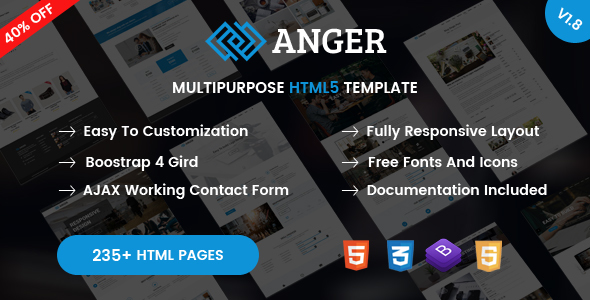 40% OFF
V1.8
ANGER
MULTIPURPOSE HTML5 TEMPLATE
Easy To Customization
Fully Responsive Layout
Boostrap 4 Gird
Free Fonts And Icons
AJAX Working Contact Form
Documentation Included
235+ HTML PAGES
5
3
B
5